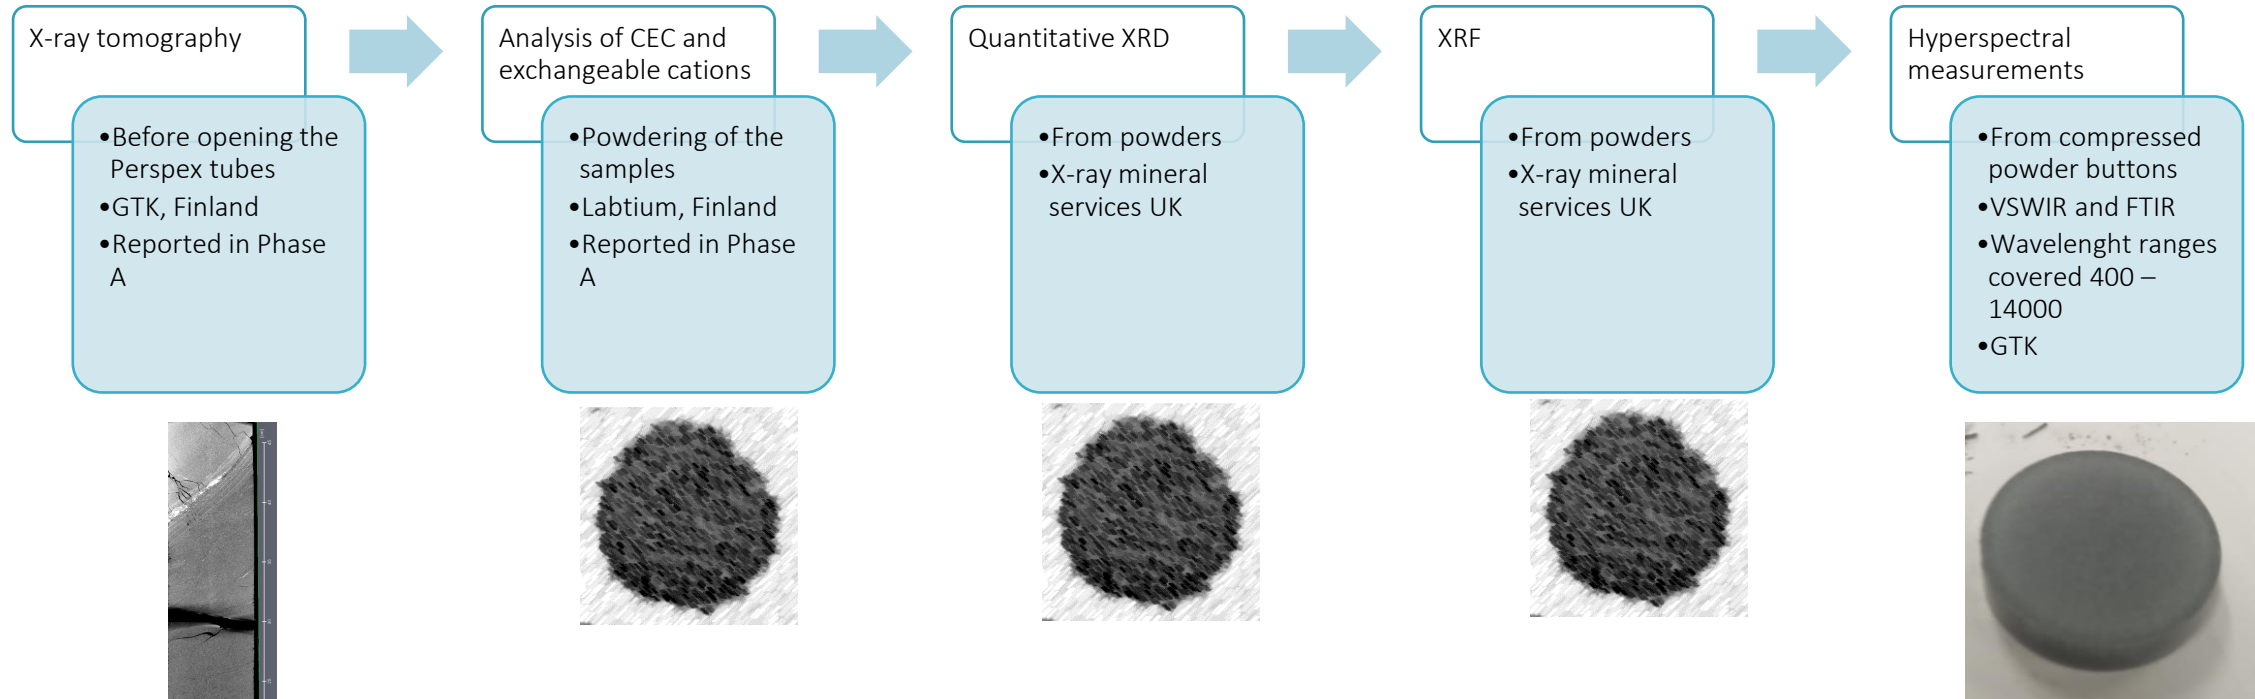 X-ray tomography
•Before opening the
Perspex tubes
•GTK, Finland
•Reported in Phase
A
Analysis of CEC and
exchangeable cations
•Powdering of the
samples
•Labtium, Finland
•Reported in Phase
A
Quantitative XRD
•From powders
•X-ray mineral
services UK
XRF
•From powders
•X-ray mineral
services UK
Hyperspectral
measurements
•From compressed
powder buttons
•VSWIR and FTIR
•Wavelenght ranges
covered 400 –
14000
•GTK